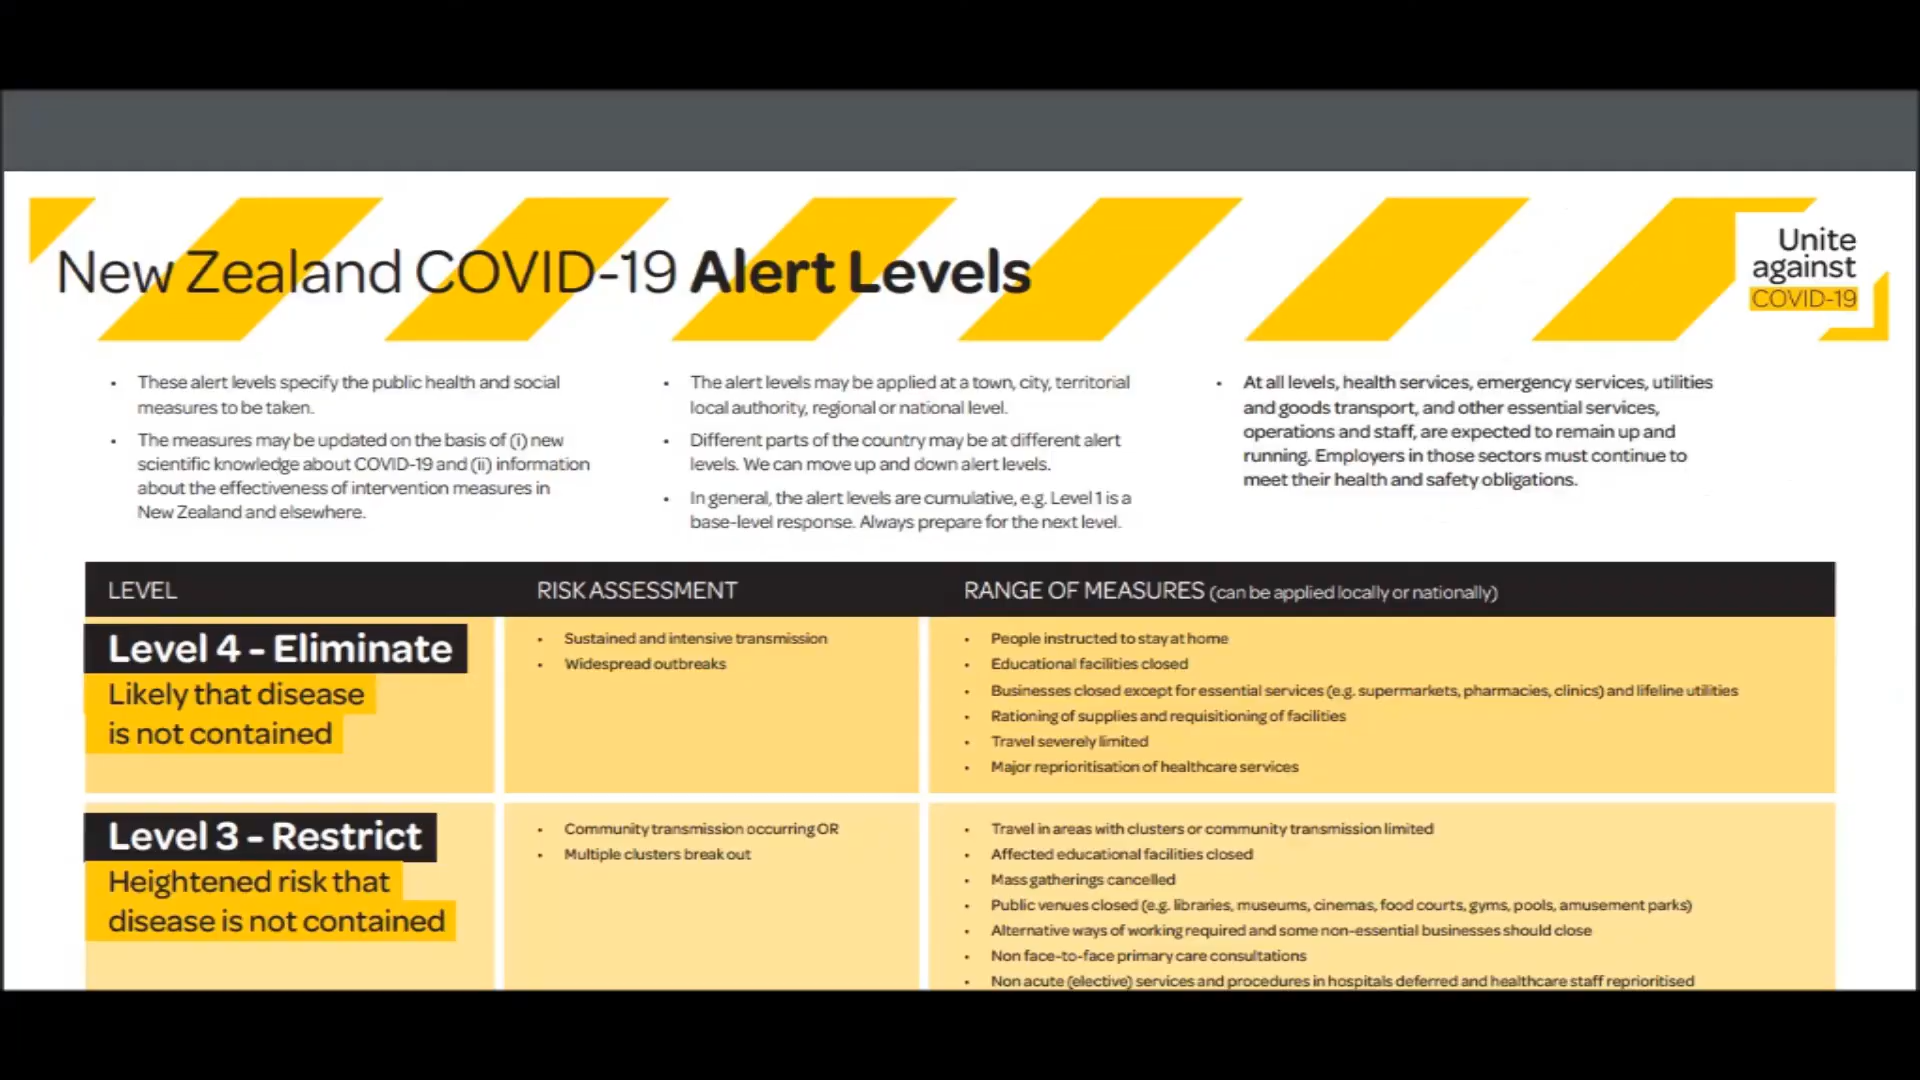 New Zealand COVID-19 Alert Levels
Unite
against
COVID-19
• These alert levels specify the public health and social
measures to be taken.
• The measures may be updated on the basis of (i) new
scientific knowledge about COVID-19 and (ii) information
about the effectiveness of intervention measures in
New Zealand and elsewhere.
• The alert levels may be applied at a town, city, territorial
local authority, regional or national level.
• Different parts of the country may be at different alert
levels. We can move up and down alert levels.
• In general, the alert levels are cumulative, e.g. Level 1 is a
base-level response. Always prepare for the next level.
• At all levels, health services, emergency services, utilities
and goods transport, and other essential services,
operations and staff, are expected to remain up and
running. Employers in those sectors must continue to
meet their health and safety obligations.
LEVEL
RISK ASSESSMENT
RANGE OF MEASURES (can be applied locally or nationally)
Level 4 - Eliminate
Likely that disease
is not contained
• Sustained and intensive transmission
• Widespread outbreaks
• People instructed to stay at home
• Educational facilities closed
• Businesses closed except for essential services (e.g. supermarkets, pharmacies, clinics) and lifeline utilities
• Rationing of supplies and requisitioning of facilities
• Travel severely limited
• Major reprioritisation of healthcare services
Level 3 - Restrict
Heightened risk that
disease is not contained
• Community transmission occurring OR
• Multiple clusters break out
• Travel in areas with clusters or community transmission limited
• Affected educational facilities closed
• Mass gatherings cancelled
• Public venues closed (e.g. libraries, museums, cinemas, food courts, gyms, pools, amusement parks)
• Alternative ways of working required and some non-essential businesses should close
• Non face-to-face primary care consultations
• Non acute (elective) services and procedures in hospitals deferred and healthcare staff reprioritised